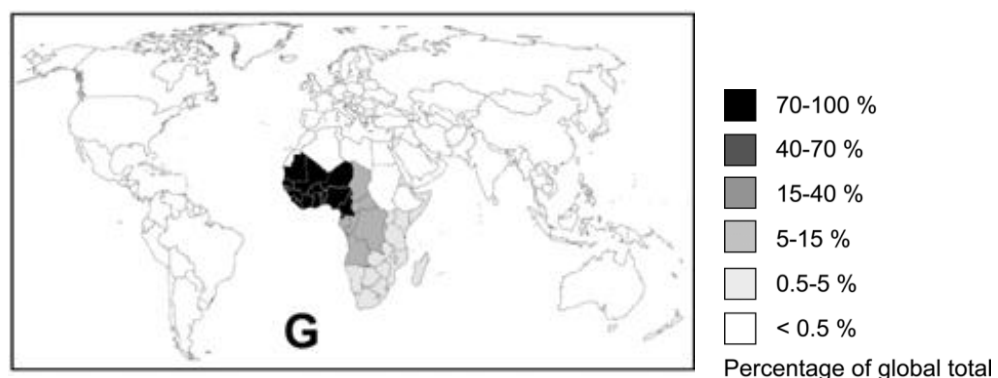 70-100 %
40-70 %
15-40 %
5-15 %
0.5-5 %
< 0.5 %
G
Percentage of global total